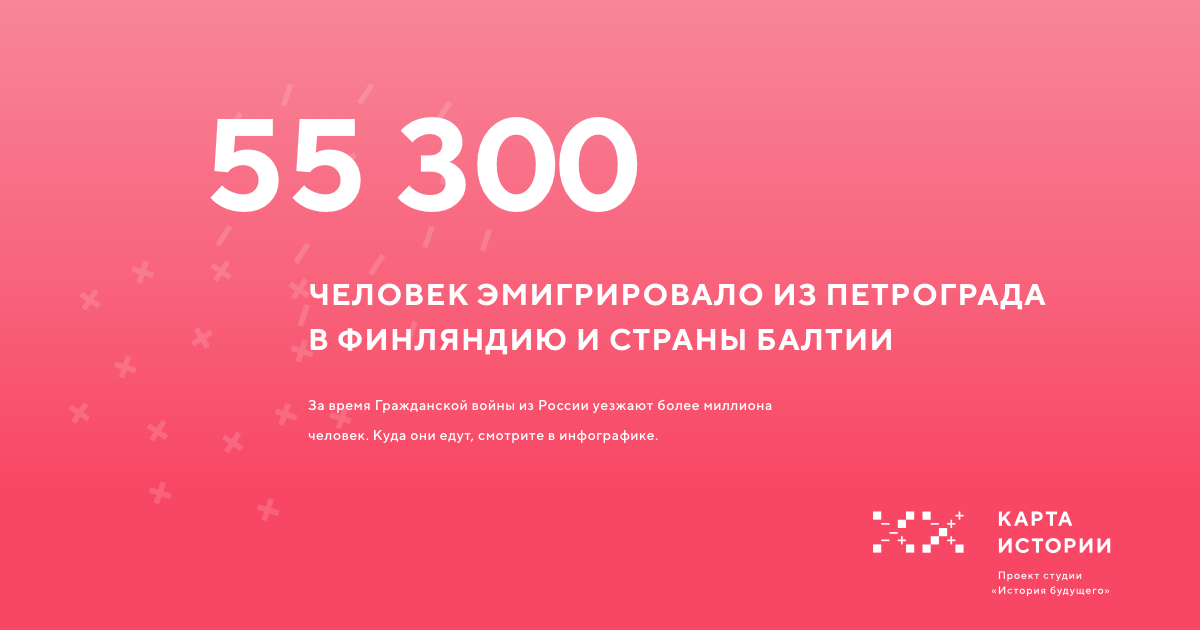 55 300
ЧЕЛОВЕК ЭМИГРИРОВАЛО ИЗ ПЕТРОГРАДА
В ФИНЛЯНДИЮ И СТРАНЫ БАЛТИИ
За время Гражданской войны из России уезжают более миллиона
человек. Куда они едут, смотрите в инфографике.
КАРТА
ИСТОРИИ
Проект студии
«История будущего»